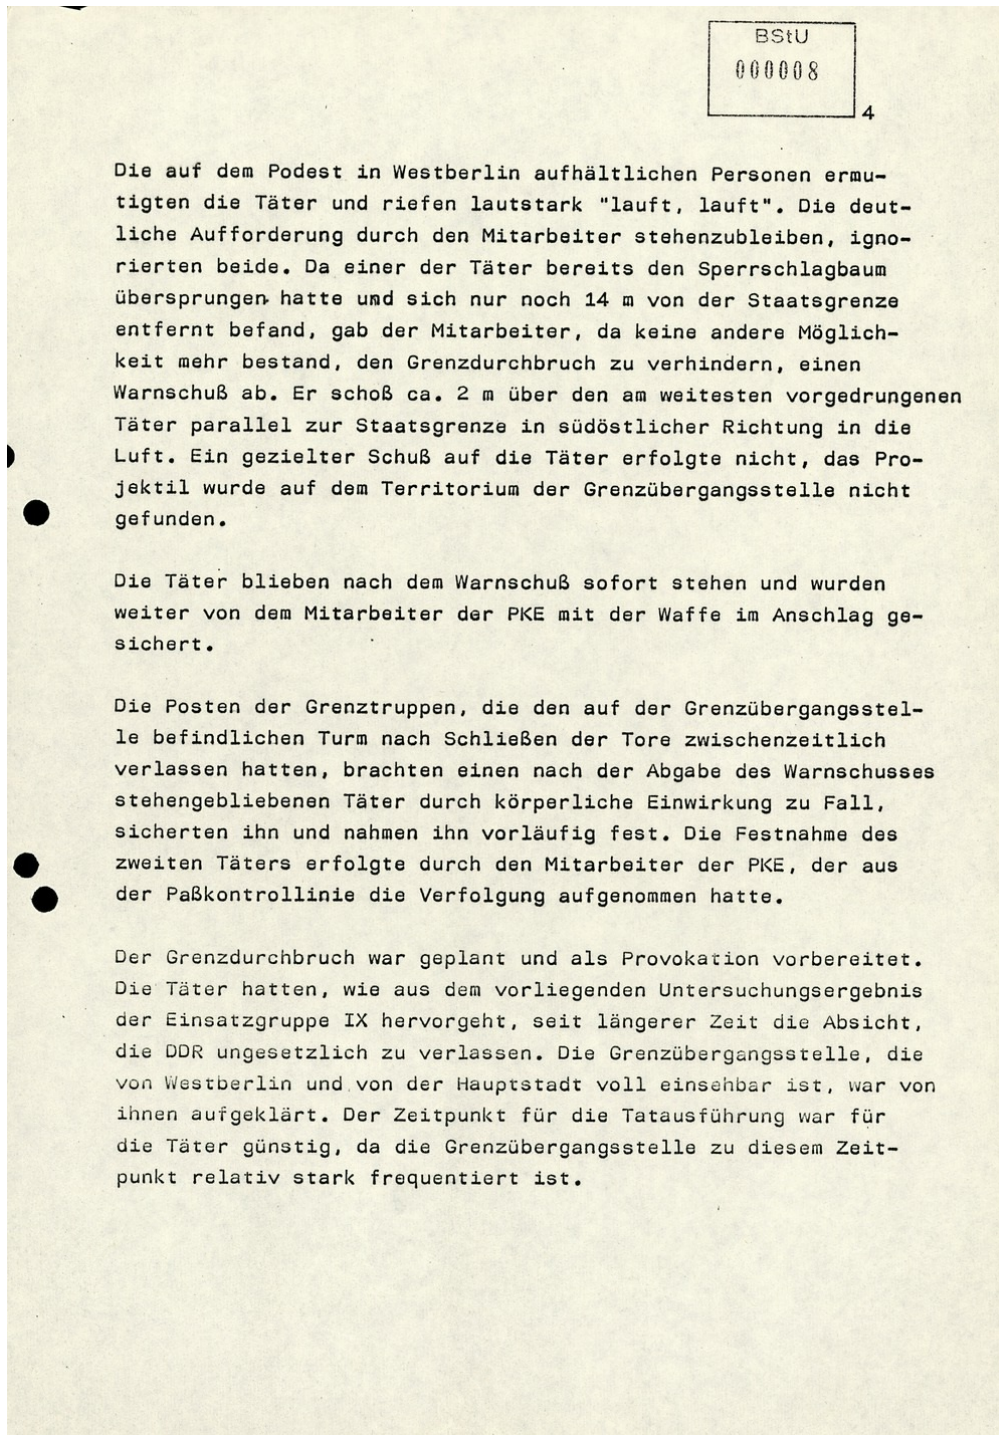 BStU
000008
4
Die auf dem Podest in Westberlin aufhältlichen Personen ermu-
tigten die Täter und riefen lautstark "lauft, lauft". Die deut-
liche Aufforderung durch den Mitarbeiter stehenzubleiben, igno-
rierten beide. Da einer der Täter bereits den Sperrschlagbaum
übersprungen hatte und sich nur noch 14 m von der Staatsgrenze
entfernt befand, gab der Mitarbeiter, da keine andere Möglich-
keit mehr bestand, den Grenzdurchbruch zu verhindern, einen
Warnschuß ab. Er schoß ca. 2 m über den am weitesten vorgedrungenen
Täter parallel zur Staatsgrenze in südöstlicher Richtung in die
Luft. Ein gezielter Schuß auf die Täter erfolgte nicht, das Pro-
jektil wurde auf dem Territorium der Grenzübergangsstelle nicht
gefunden.
Die Täter blieben nach dem Warnschuß sofort stehen und wurden
weiter von dem Mitarbeiter der PKE mit der Waffe im Anschlag ge-
sichert.
Die Posten der Grenztruppen, die den auf der Grenzübergangsstel-
le befindlichen Turm nach Schließen der Tore zwischenzeitlich
verlassen hatten, brachten einen nach der Abgabe des Warnschusses
stehengebliebenen Täter durch körperliche Einwirkung zu Fall,
sicherten ihn und nahmen ihn vorläufig fest. Die Festnahme des
zweiten Täters erfolgte durch den Mitarbeiter der PKE, der aus
der Paßkontrollinie die Verfolgung aufgenommen hatte.
Der Grenzdurchbruch war geplant und als Provokation vorbereitet.
Die Täter hatten, wie aus dem vorliegenden Untersuchungsergebnis
der Einsatzgruppe IX hervorgeht, seit längerer Zeit die Absicht,
die DDR ungesetzlich zu verlassen. Die Grenzübergangsstelle, die
von Westberlin und von der Hauptstadt voll einsehbar ist, war von
ihnen aufgeklärt. Der Zeitpunkt für die Tatausführung war für
die Täter günstig, da die Grenzübergangsstelle zu diesem Zeit-
punkt relativ stark frequentiert ist.